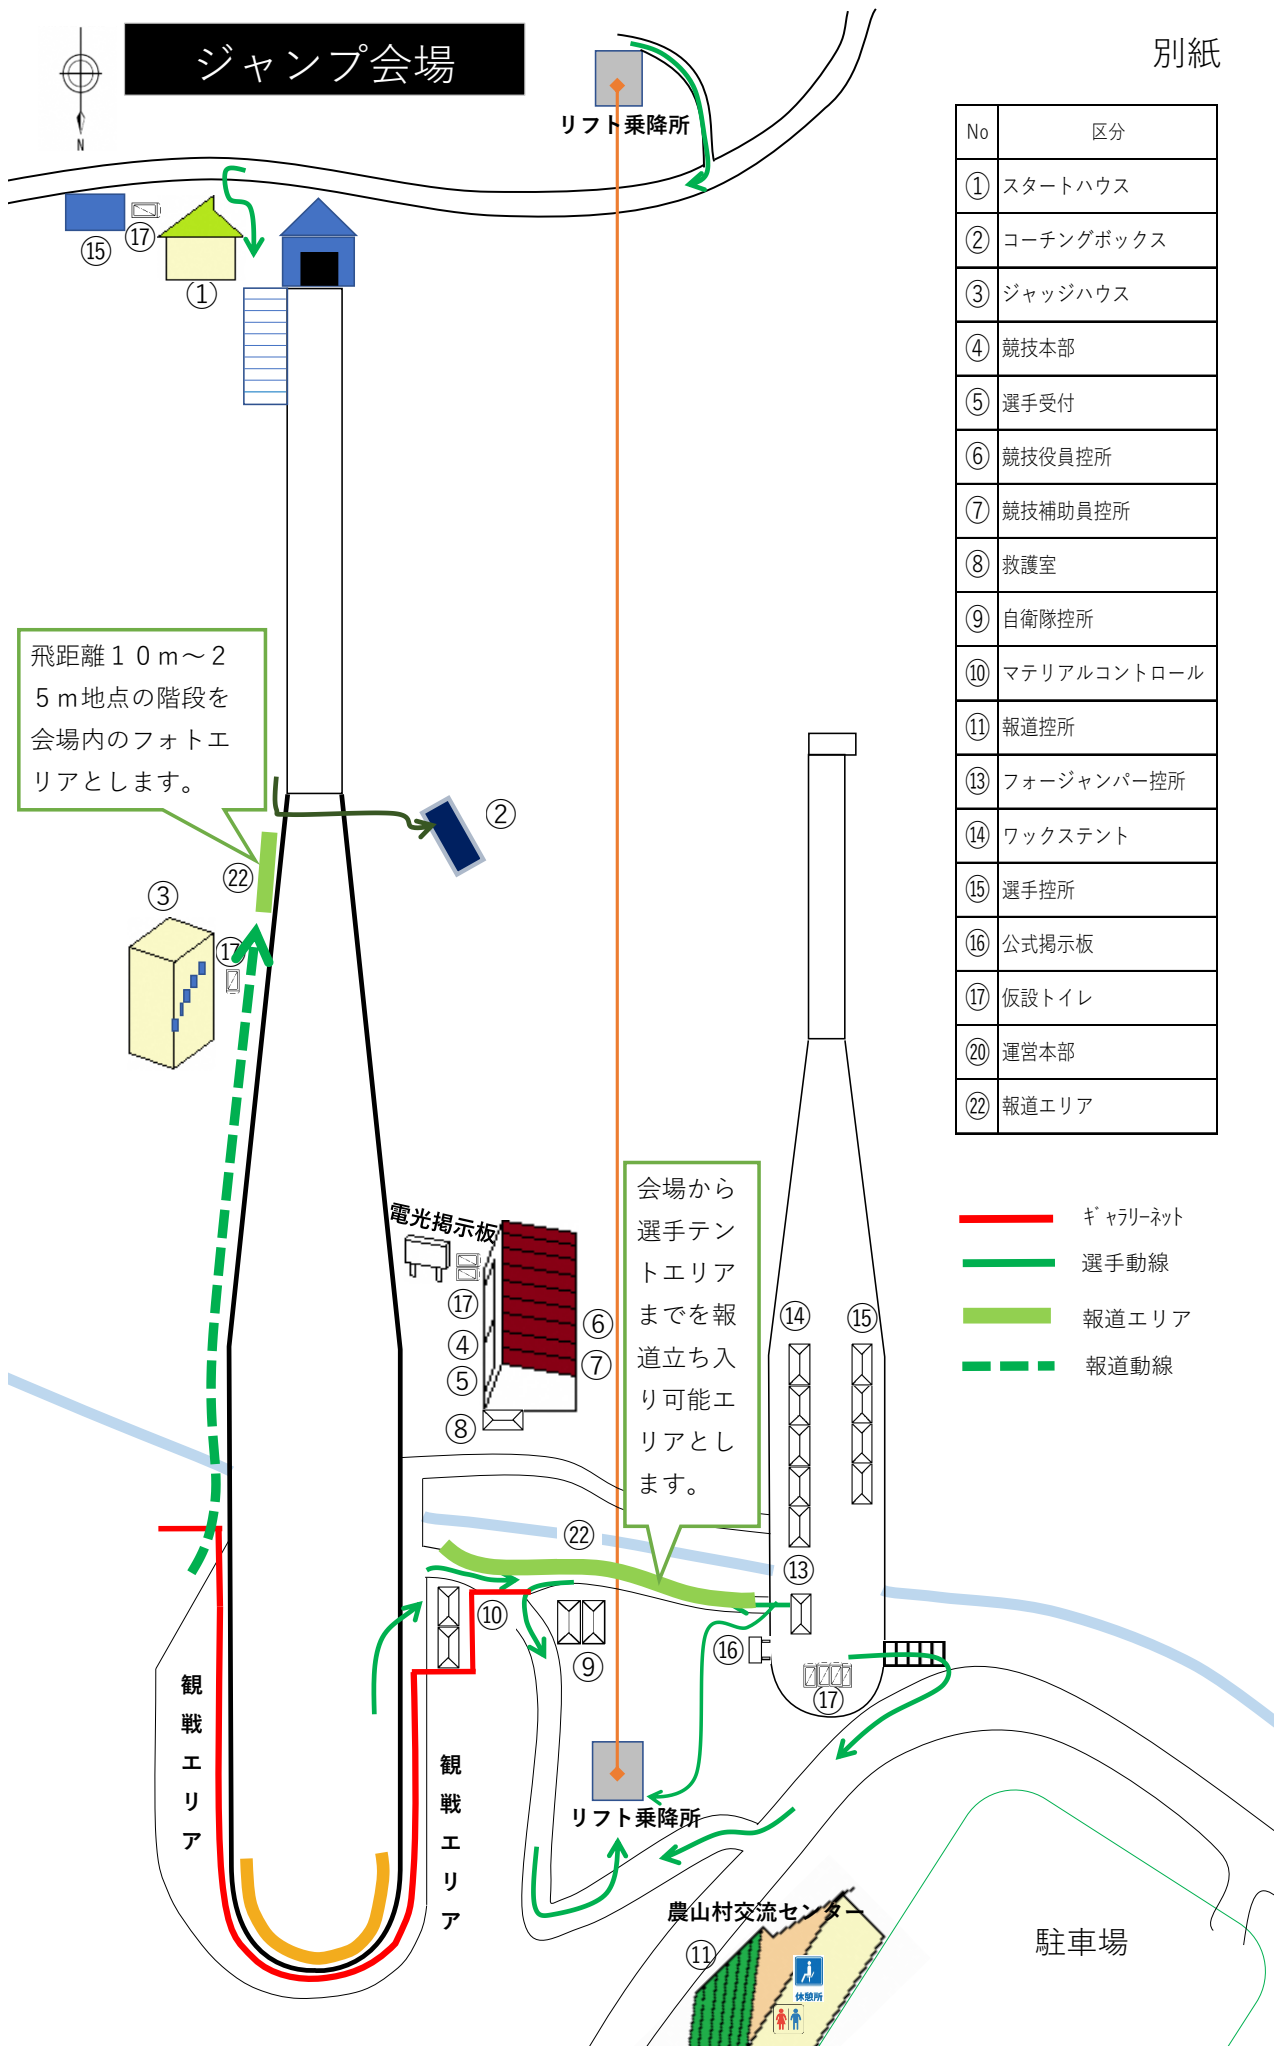 ジャンプ会場
別紙
N
リフト乗降所
No 区分
① スタートハウス
② コーチングボックス
③ ジャッジハウス
④ 競技本部
⑤ 選手受付
⑥ 競技役員控所
⑦ 競技補助員控所
⑧ 救護室
⑨ 自衛隊控所
⑩ マテリアルコントロール
⑪ 報道控所
⑬ フォージャンパー控所
⑭ ワックステント
⑮ 選手控所
⑯ 公式掲示板
⑰ 仮設トイレ
⑳ 運営本部
㉒ 報道エリア
⑮
⑰
①
飛距離１０ｍ～２
５ｍ地点の階段を
会場内のフォトエ
リアとします。
②
㉒
③
⑰
電光掲示板
⑰
④
⑤
⑥
⑦
⑧
会場から
選手テン
トエリア
までを報
道立ち入
り可能エ
リアとし
ます。
ｷﾞｬﾗﾘｰネット
選手動線
報道エリア
報道動線
⑭
⑮
㉒
⑬
⑩
⑨
⑯
⑰
観戦エリア
観戦エリア
リフト乗降所
農山村交流センター
⑪
休憩所
駐車場